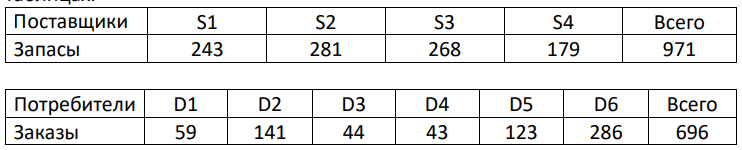 Поставщики S1 S2 S3 S4 Всего
Запасы 243 281 268 179 971
Потребители D1 D2 D3 D4 D5 D6 Всего
Заказы 59 141 44 43 123 286 696